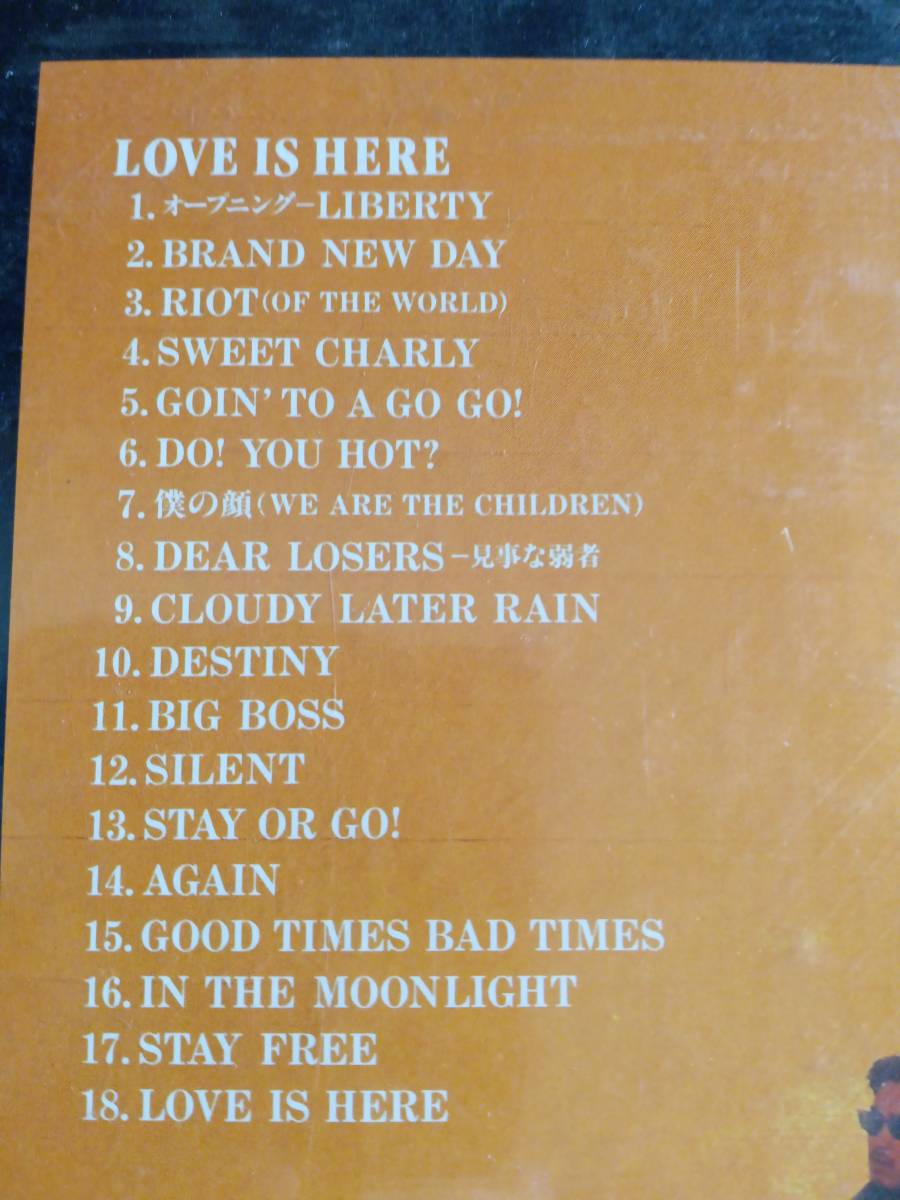 LOVE IS HERE
1. オープニング－LIBERTY
2. BRAND NEW DAY
3. RIOT(OF THE WORLD)
4. SWEET CHARLY
5. GOIN' TO A GO GO!
6. DO! YOU HOT?
7. 僕の顔(WE ARE THE CHILDREN)
8. DEAR LOSERS－見事な弱者
9. CLOUDY LATER RAIN
10. DESTINY
11. BIG BOSS
12. SILENT
13. STAY OR GO!
14. AGAIN
15. GOOD TIMES BAD TIMES
16. IN THE MOONLIGHT
17. STAY FREE
18. LOVE IS HERE